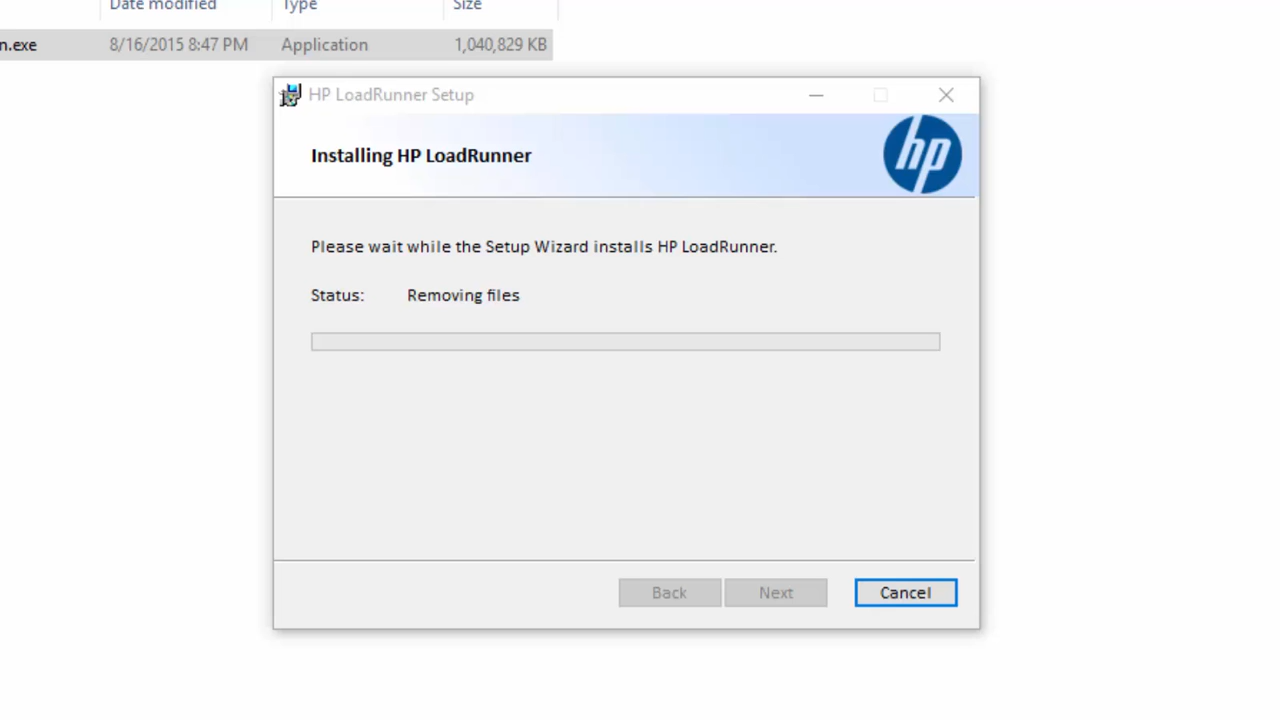 Date modified Type Size
n.exe 8/16/2015 8:47 PM Application 1,040,829 KB
HP LoadRunner Setup
Installing HP LoadRunner
hp
Please wait while the Setup Wizard installs HP LoadRunner.
Status: Removing files
Back Next Cancel